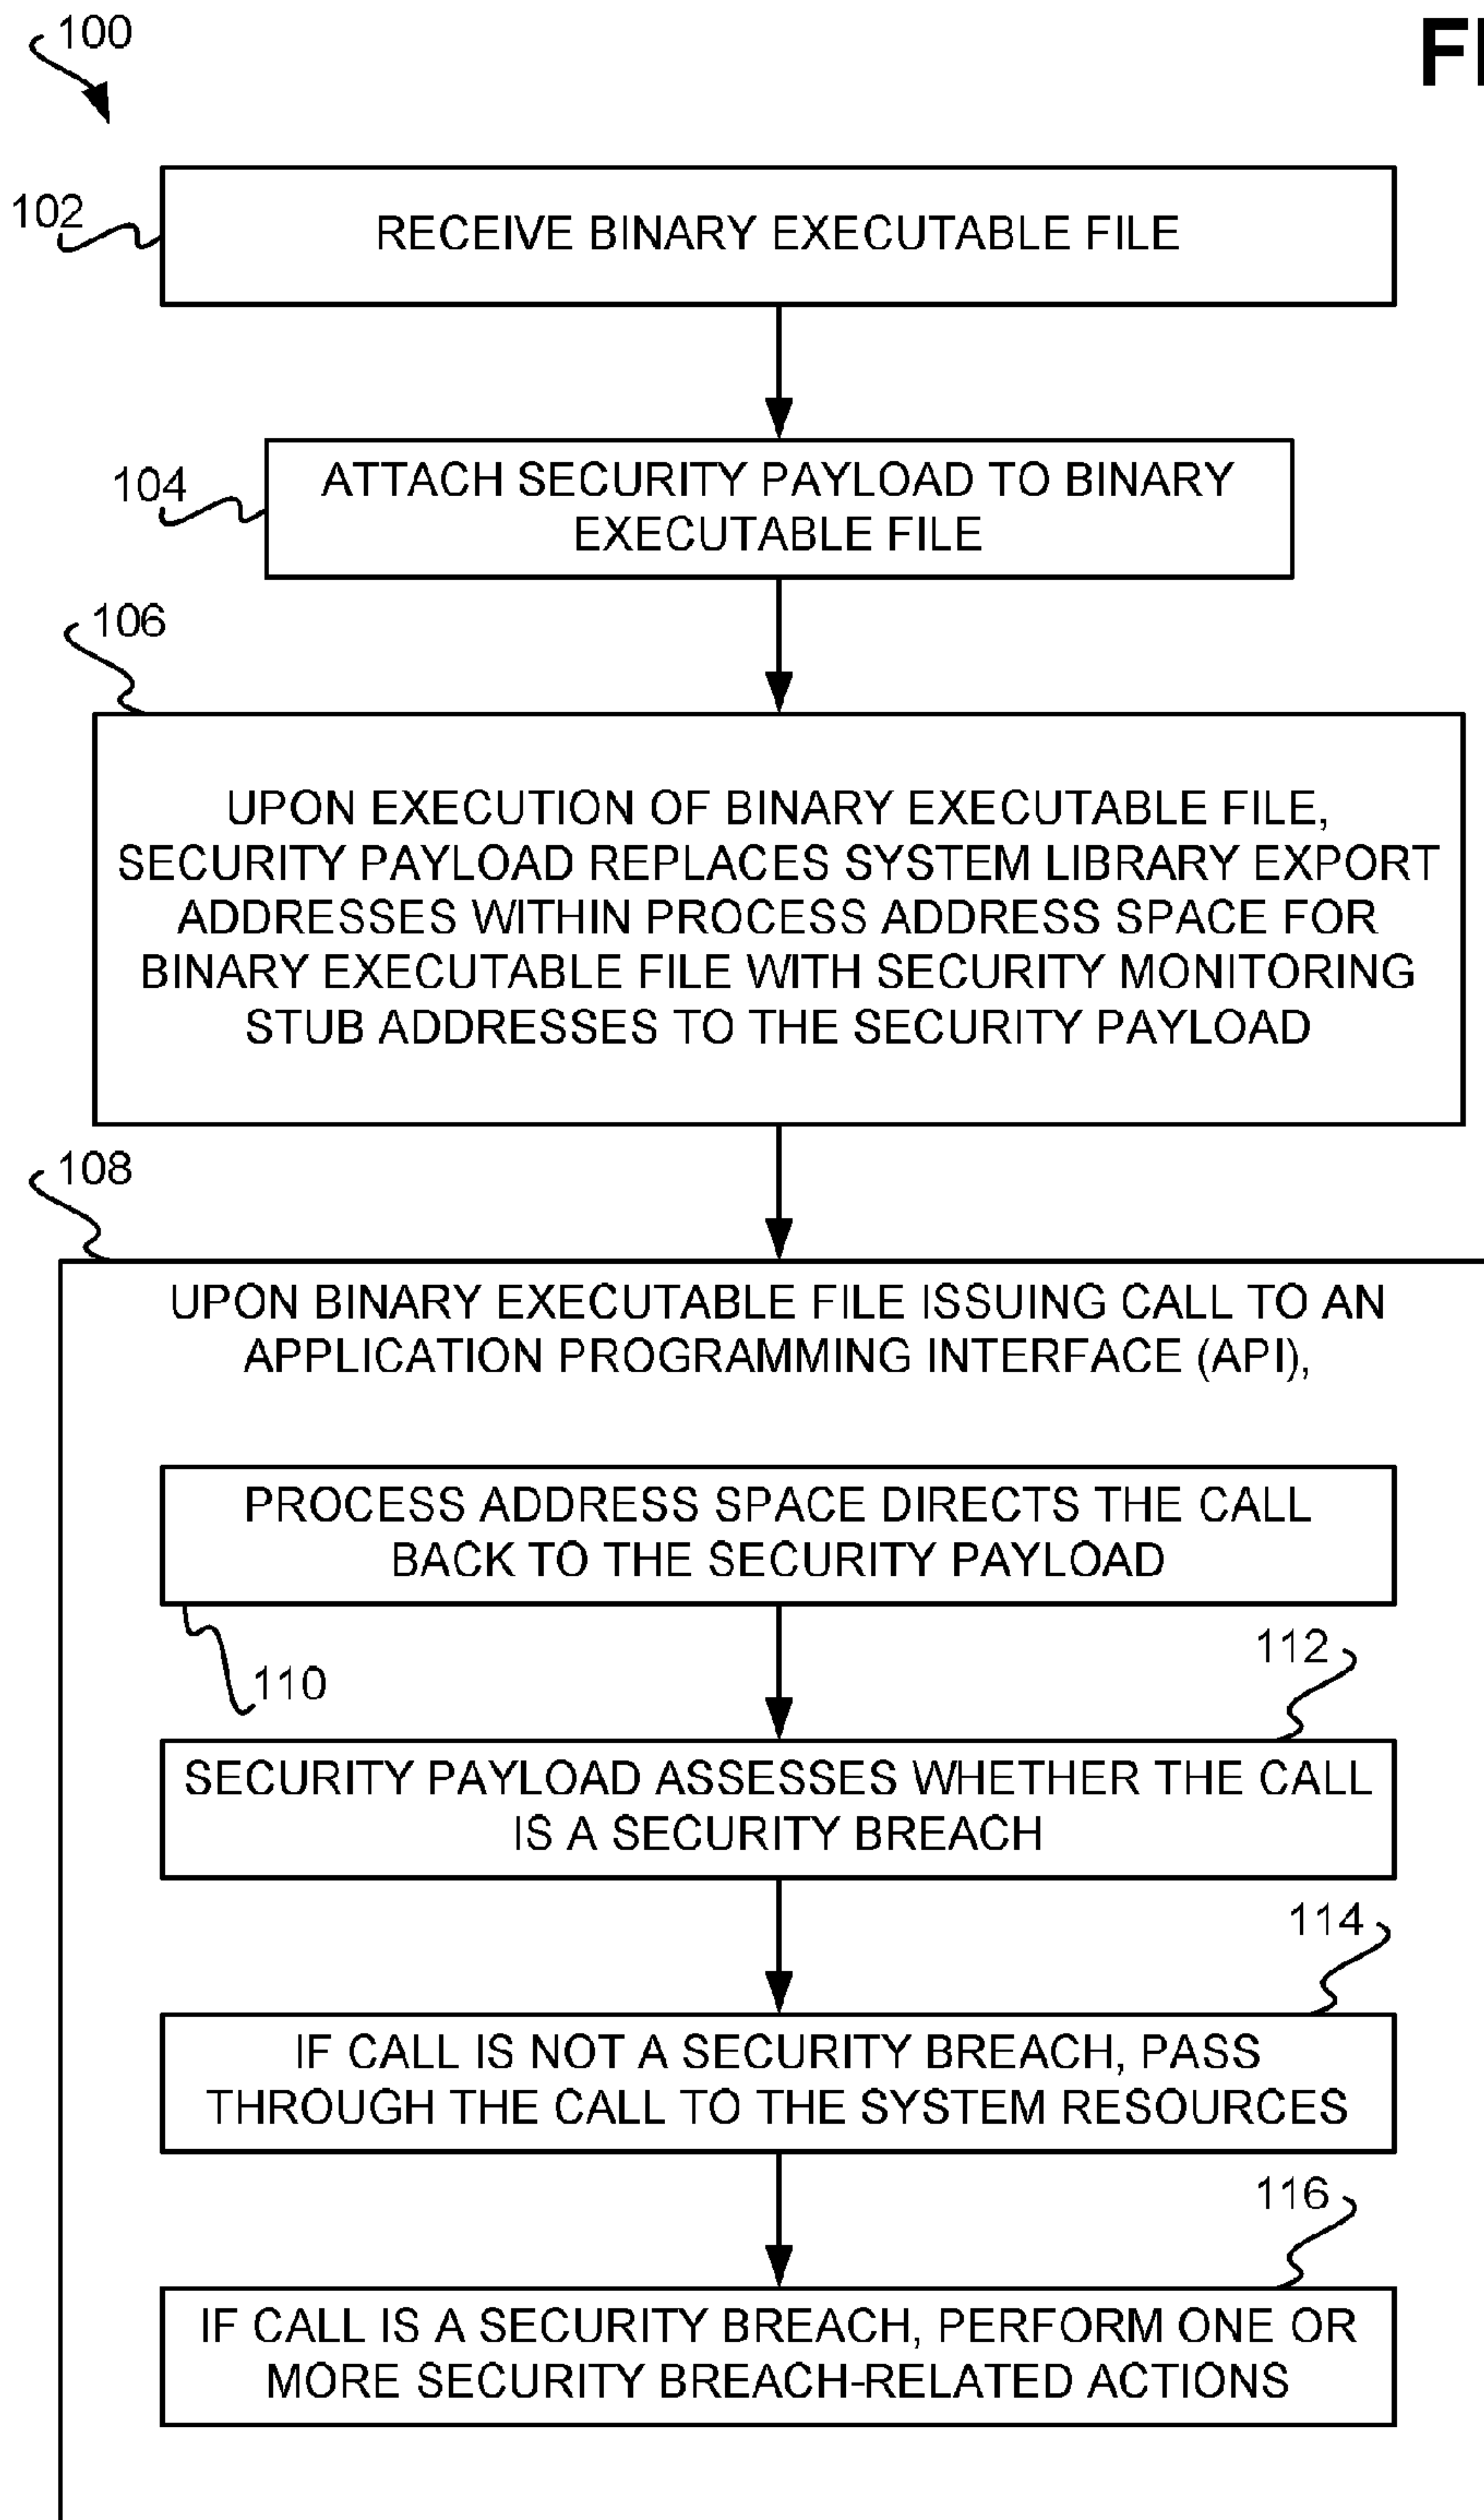 100
FI
102
RECEIVE BINARY EXECUTABLE FILE
104
ATTACH SECURITY PAYLOAD TO BINARY
EXECUTABLE FILE
106
UPON EXECUTION OF BINARY EXECUTABLE FILE,
SECURITY PAYLOAD REPLACES SYSTEM LIBRARY EXPORT
ADDRESSES WITHIN PROCESS ADDRESS SPACE FOR
BINARY EXECUTABLE FILE WITH SECURITY MONITORING
STUB ADDRESSES TO THE SECURITY PAYLOAD
108
UPON BINARY EXECUTABLE FILE ISSUING CALL TO AN
APPLICATION PROGRAMMING INTERFACE (API),
PROCESS ADDRESS SPACE DIRECTS THE CALL
BACK TO THE SECURITY PAYLOAD
110
112
SECURITY PAYLOAD ASSESSES WHETHER THE CALL
IS A SECURITY BREACH
114
IF CALL IS NOT A SECURITY BREACH, PASS
THROUGH THE CALL TO THE SYSTEM RESOURCES
116
IF CALL IS A SECURITY BREACH, PERFORM ONE OR
MORE SECURITY BREACH-RELATED ACTIONS